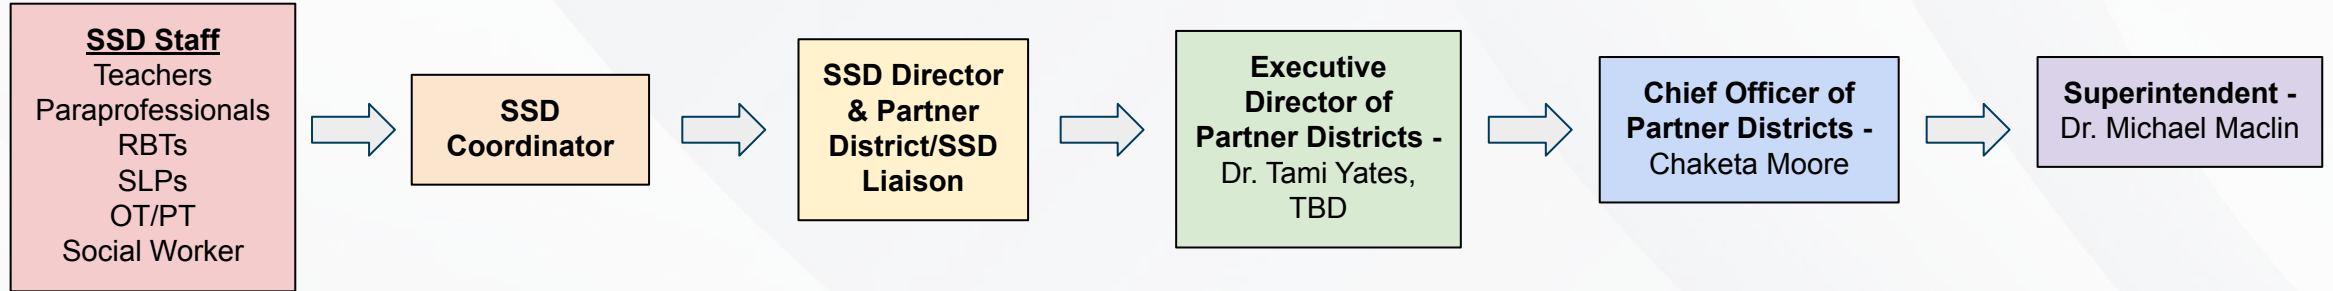 SSD Staff
Teachers
Paraprofessionals
RBTs
SLPs
OT/PT
Social Worker
SSD
Coordinator
SSD Director
& Partner
District/SSD
Liaison
Executive
Director of
Partner Districts -
Dr. Tami Yates,
TBD
Chief Officer of
Partner Districts -
Chaketa Moore
Superintendent -
Dr. Michael Maclin